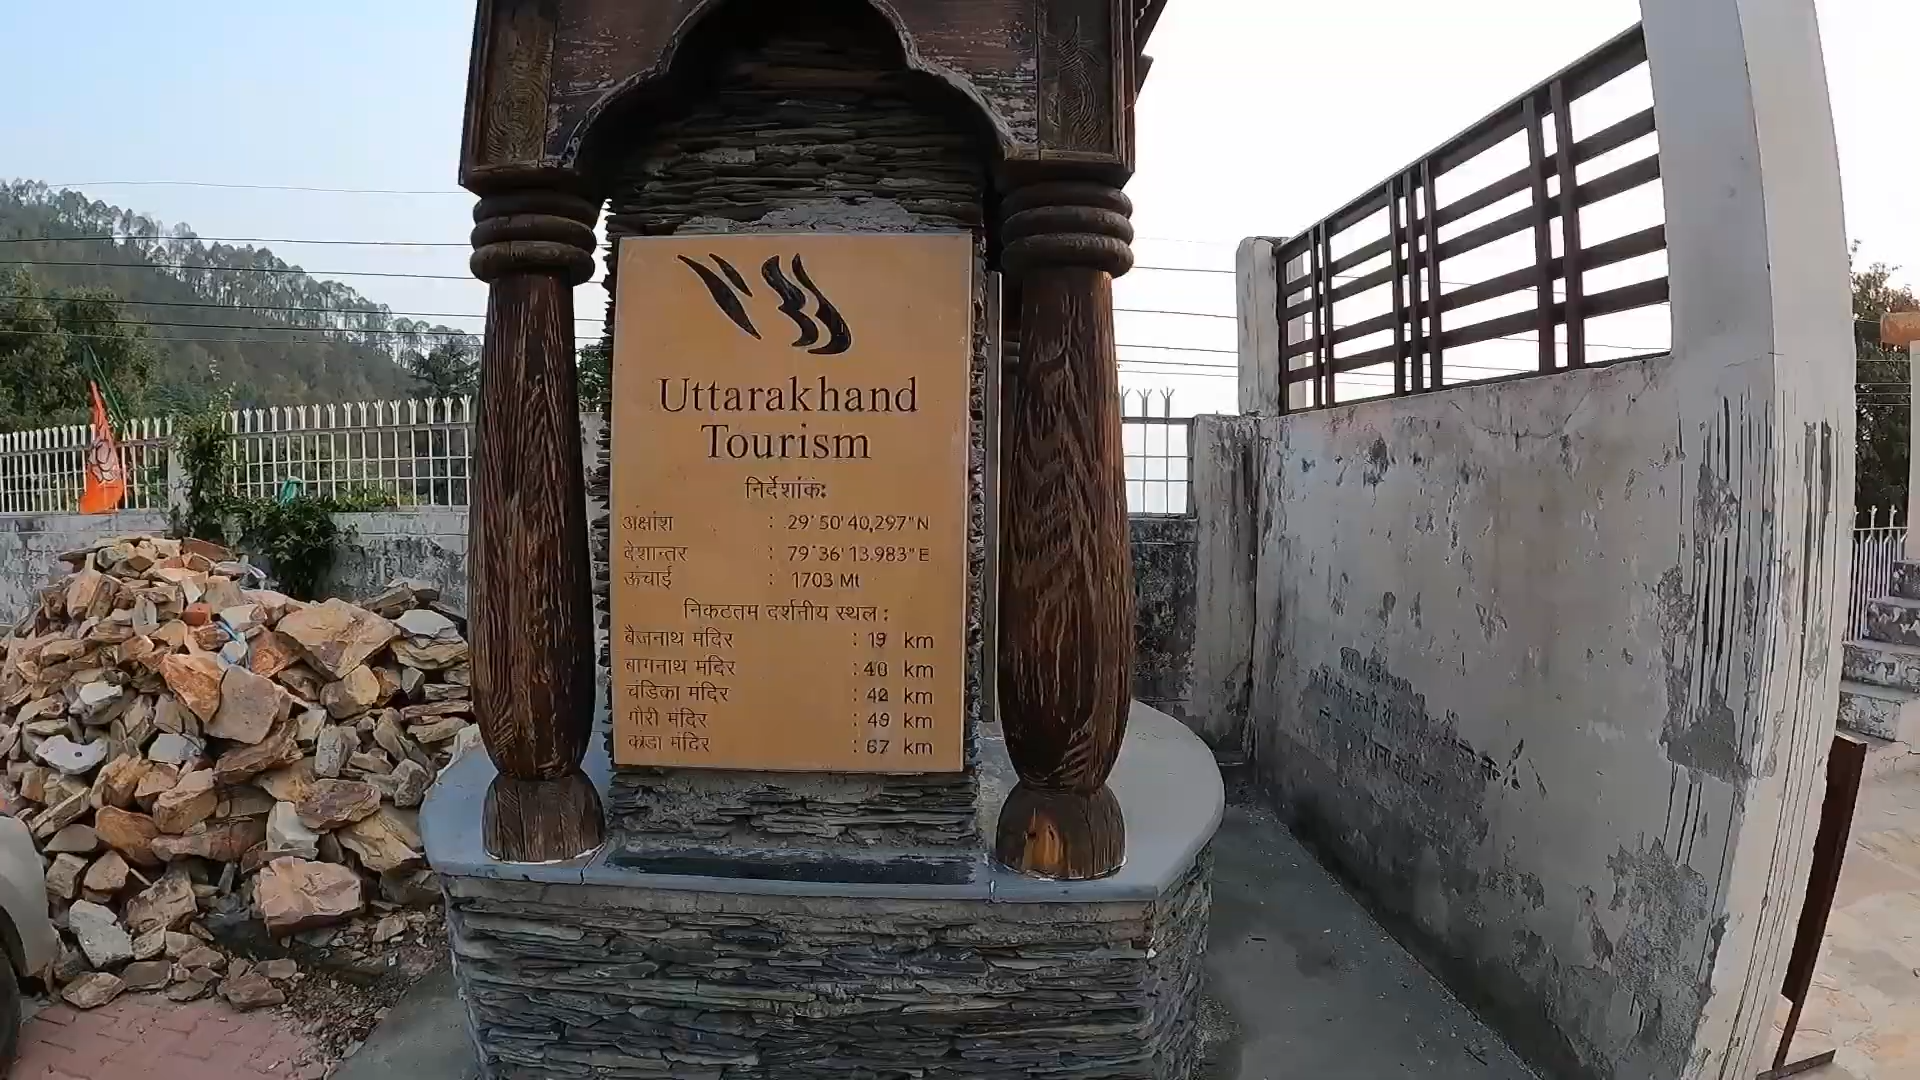 Uttarakhand
Tourism
निर्देशांकः
अक्षांश : 29°50'40,297"N
देशान्तर : 79°36'13.983"E
ऊंचाई : 1703 Mt
निकटतम दर्शनीय स्थल :
बैजनाथ मंदिर : 19 km
बागनाथ मंदिर : 40 km
चंडिका मंदिर : 42 km
गौरी मंदिर : 49 km
कांडा मंदिर : 67 km